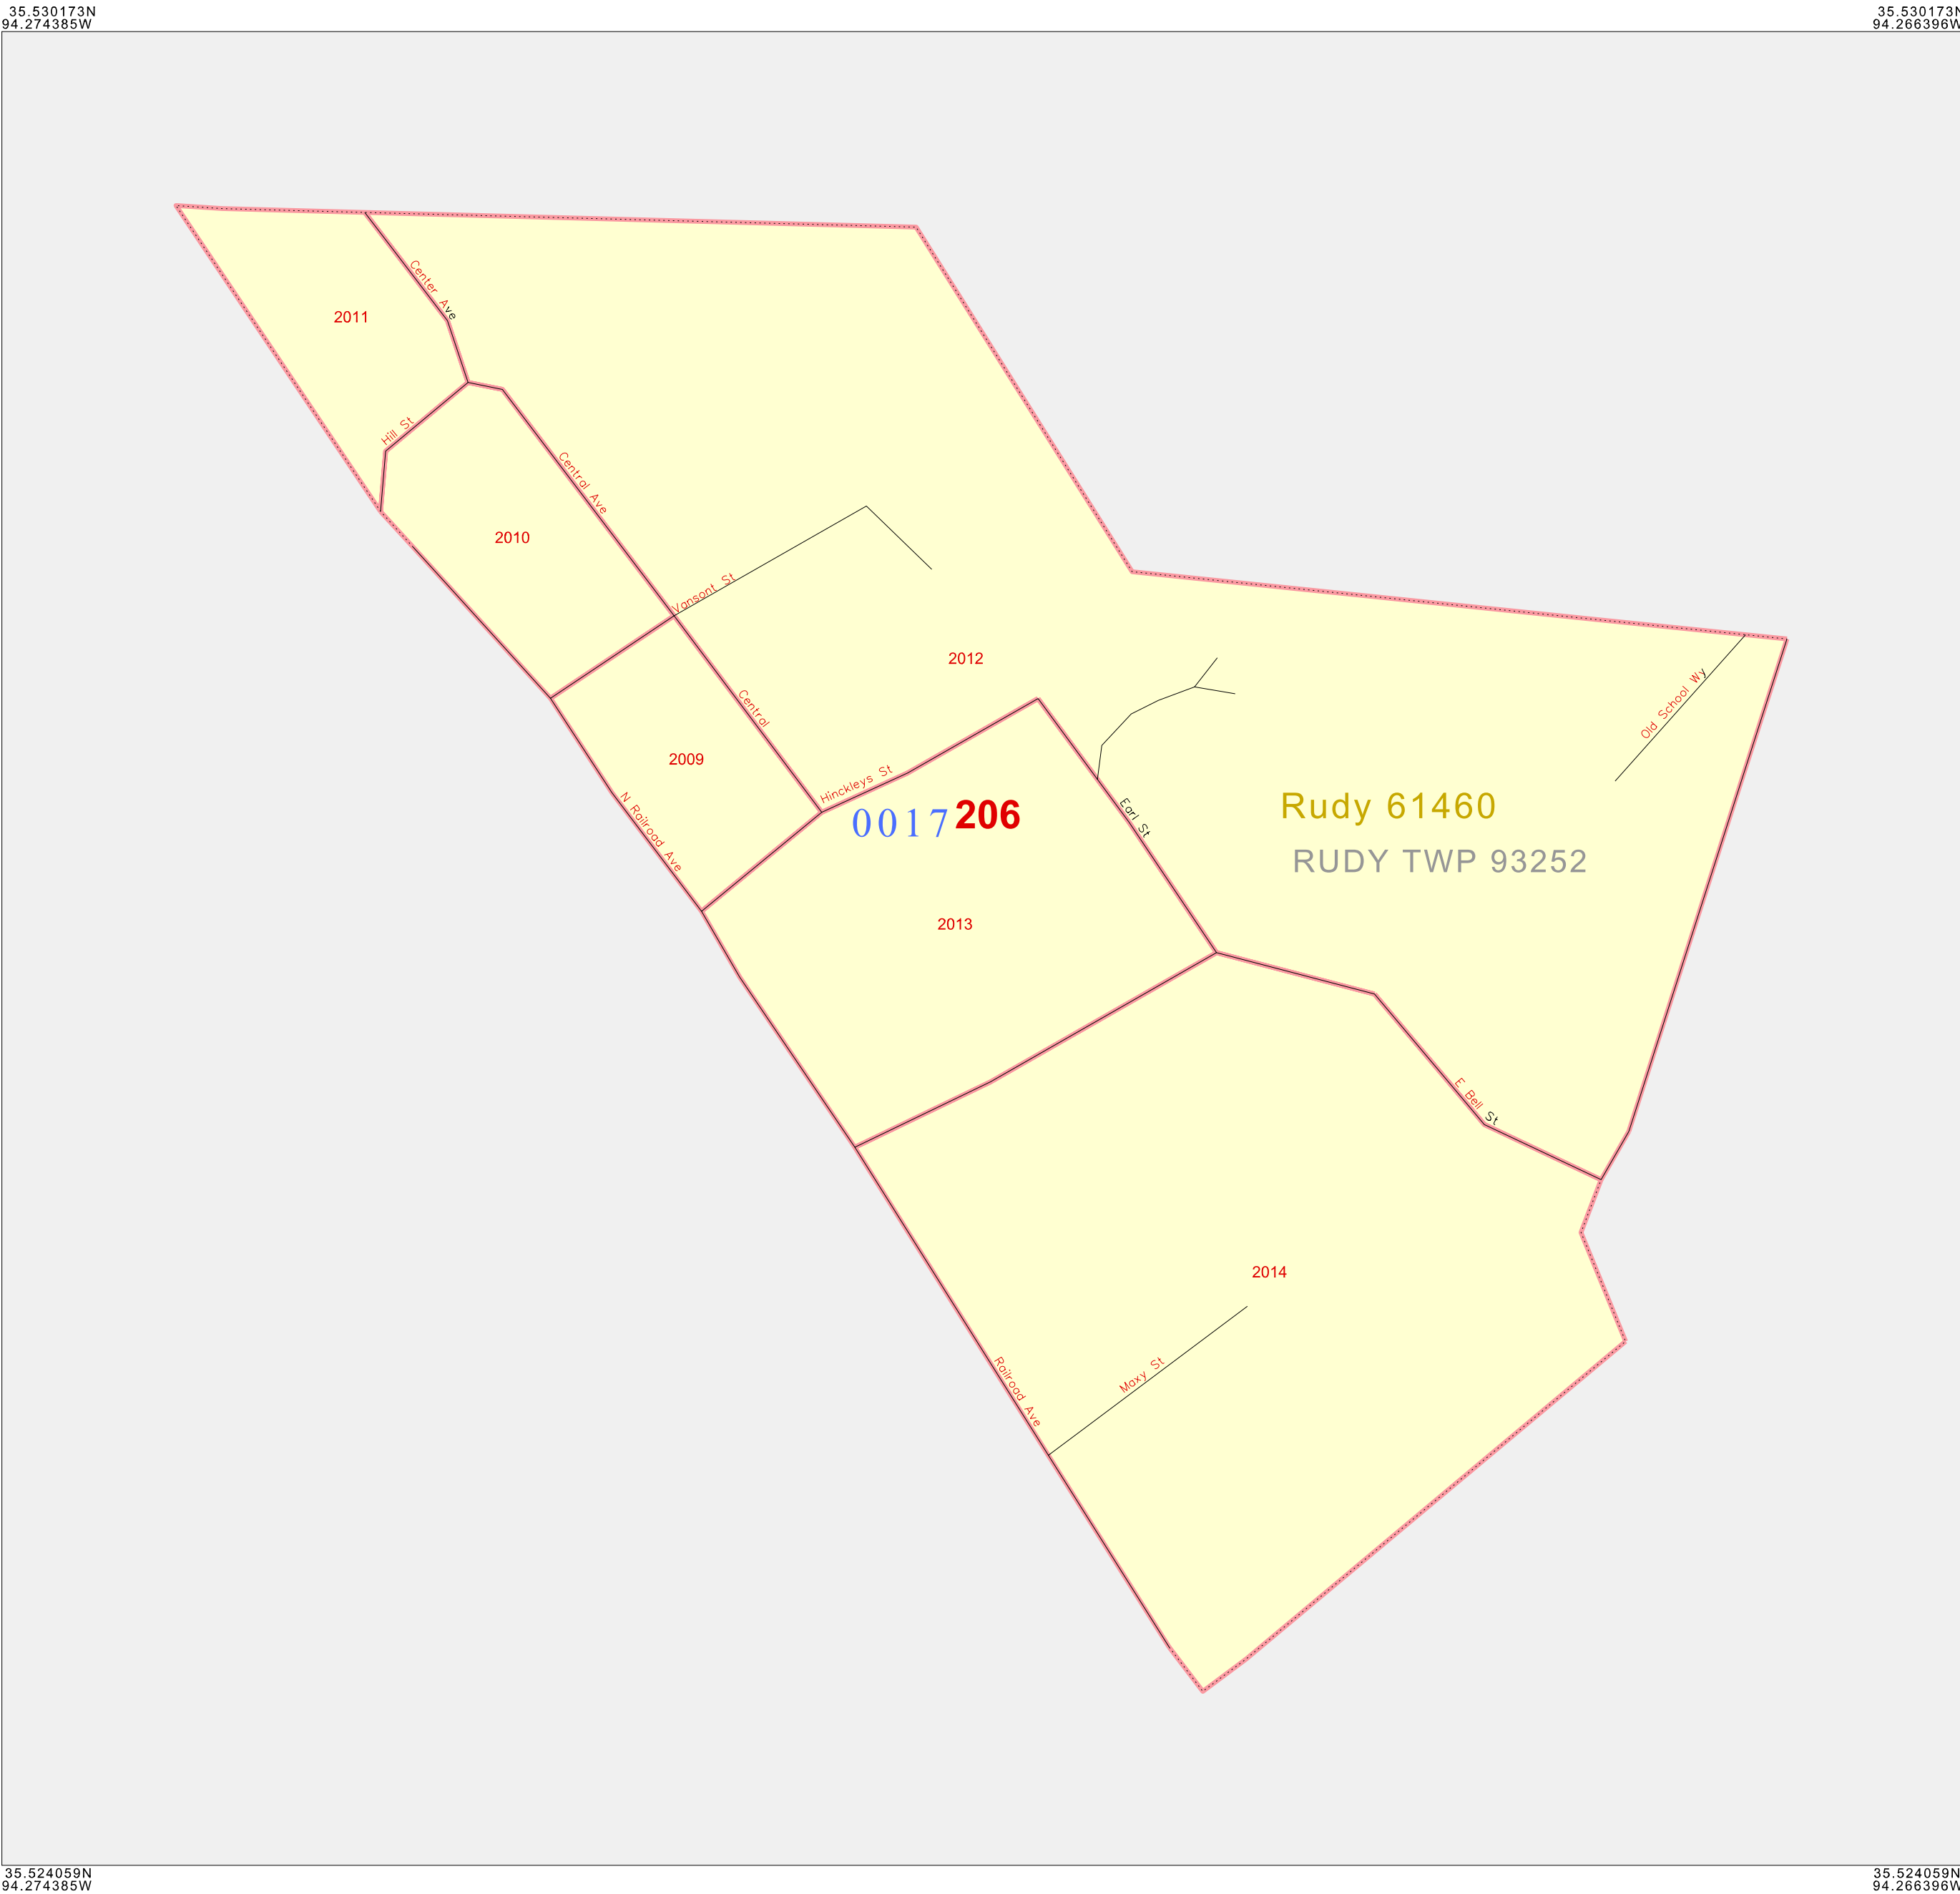 35.530173N
94.274385W
35.530173N
94.266396W
Center Ave
2011
Hill St
Central Ave
2010
Vansont St
2012
Old School Wy
Central
2009
Hinckleys St
N Railroad Ave
0017 206
Earl St
Rudy 61460
RUDY TWP 93252
2013
E Bell St
2014
Maxy St
Railroad Ave
35.524059N
94.274385W
35.524059N
94.266396W